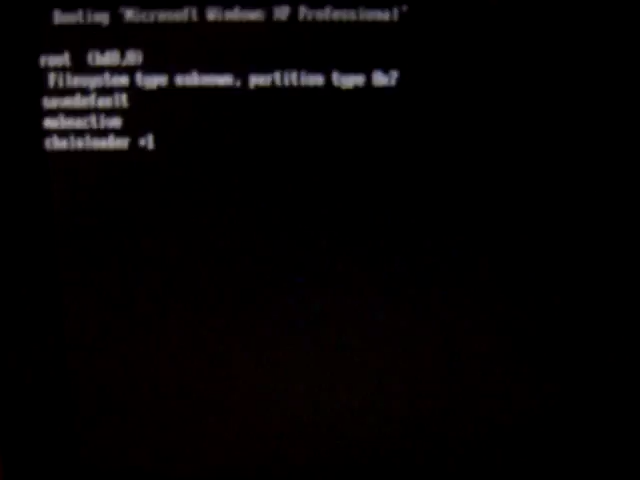 Booting 'Microsoft Windows XP Professional'
root (hd0,0)
Filesystem type unknown, partition type 0x7
savedefault
makeactive
chainloader +1